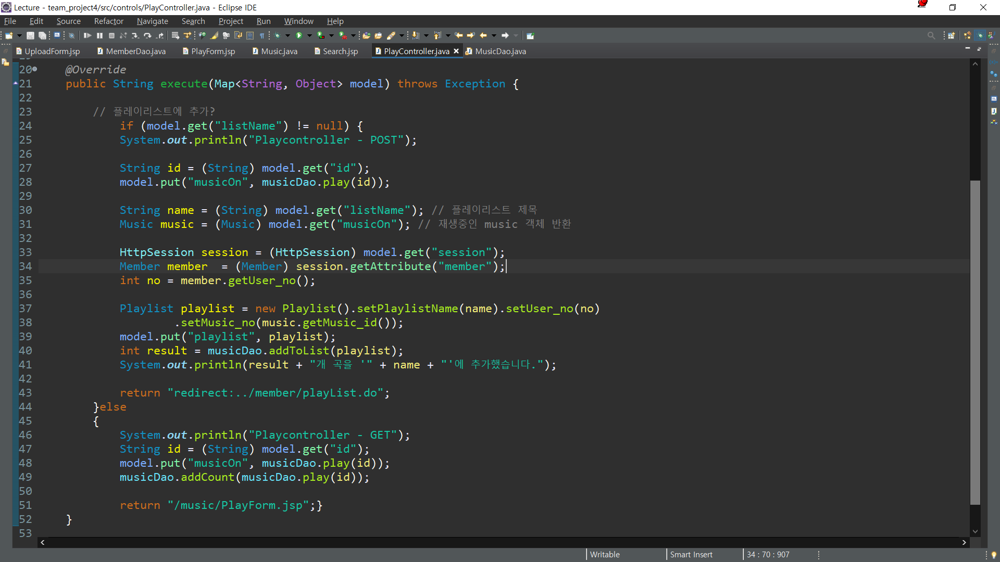 Lecture - team_project4/src/controls/PlayController.java - Eclipse IDE
File Edit Source Refactor Navigate Search Project Run Window Help
UploadForm.jsp MemberDao.java PlayForm.jsp Music.java Search.jsp PlayController.java MusicDao.java
20 @Override
21 public String execute(Map<String, Object> model) throws Exception {
22
23 // 플레이리스트에 추가?
24 if (model.get("listName") != null) {
25 System.out.println("Playcontroller - POST");
26
27 String id = (String) model.get("id");
28 model.put("musicOn", musicDao.play(id));
29
30 String name = (String) model.get("listName"); // 플레이리스트 제목
31 Music music = (Music) model.get("musicOn"); // 재생중인 music 객체 반환
32
33 HttpSession session = (HttpSession) model.get("session");
34 Member member  = (Member) session.getAttribute("member");
35 int no = member.getUser_no();
36
37 Playlist playlist = new Playlist().setPlaylistName(name).setUser_no(no)
38 .setMusic_no(music.getMusic_id());
39 model.put("playlist", playlist);
40 int result = musicDao.addToList(playlist);
41 System.out.println(result + "개 곡을 '" + name + "'에 추가했습니다.");
42
43 return "redirect:../member/playList.do";
44 }else
45 {
46 System.out.println("Playcontroller - GET");
47 String id = (String) model.get("id");
48 model.put("musicOn", musicDao.play(id));
49 musicDao.addCount(musicDao.play(id));
50
51 return "/music/PlayForm.jsp";}
52 }
53
Writable Smart Insert 34 : 70 : 907